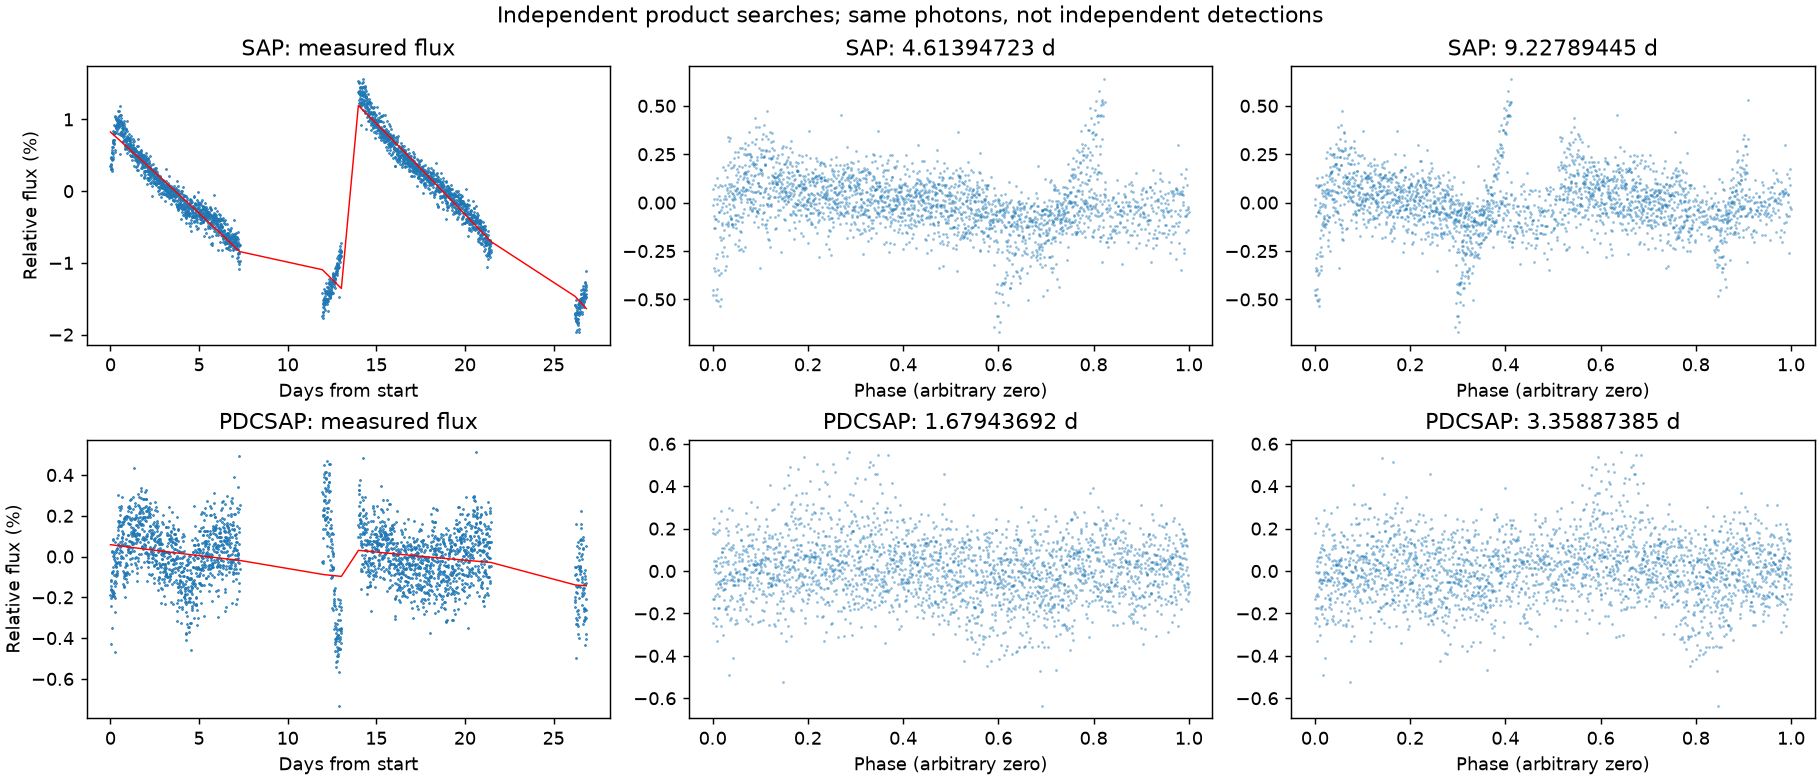 Independent product searches; same photons, not independent detections
SAP: measured flux
SAP: 4.61394723 d
SAP: 9.22789445 d
Relative flux (%)
1
0
−1
−2
0 5 10 15 20 25
Days from start
0.50
0.25
0.00
−0.25
−0.50
0.0 0.2 0.4 0.6 0.8 1.0
Phase (arbitrary zero)
0.50
0.25
0.00
−0.25
−0.50
0.0 0.2 0.4 0.6 0.8 1.0
Phase (arbitrary zero)
PDCSAP: measured flux
PDCSAP: 1.67943692 d
PDCSAP: 3.35887385 d
Relative flux (%)
0.4
0.2
0.0
−0.2
−0.4
−0.6
0 5 10 15 20 25
Days from start
0.6
0.4
0.2
0.0
−0.2
−0.4
−0.6
0.0 0.2 0.4 0.6 0.8 1.0
Phase (arbitrary zero)
0.6
0.4
0.2
0.0
−0.2
−0.4
−0.6
0.0 0.2 0.4 0.6 0.8 1.0
Phase (arbitrary zero)